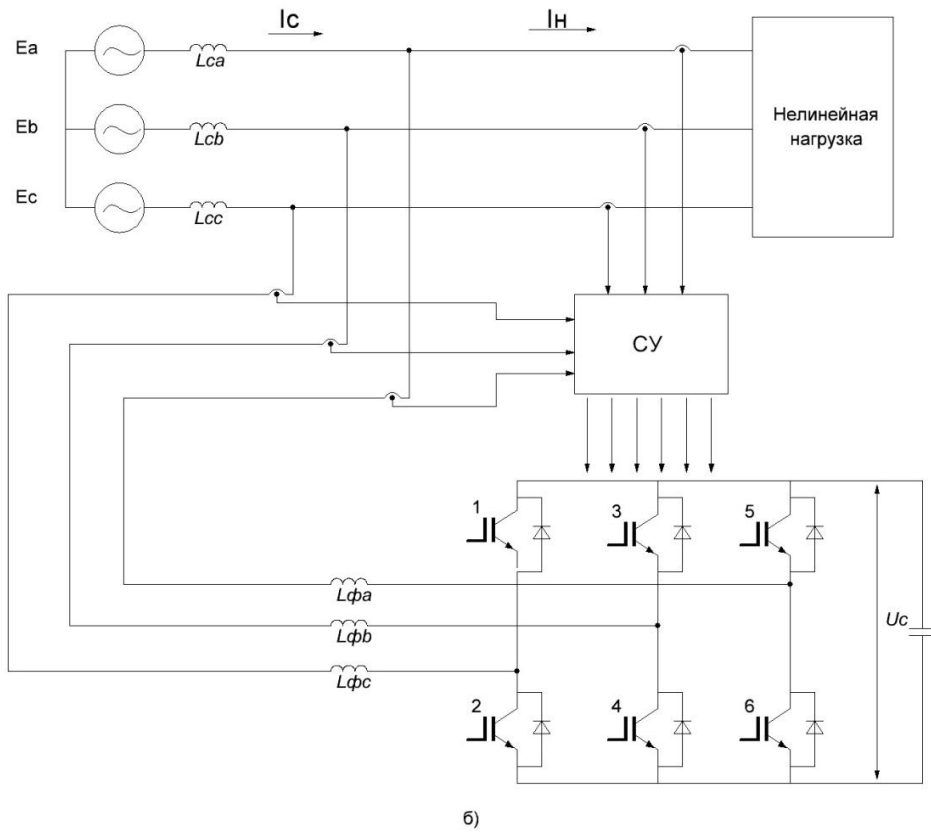 Ic
Iн
Ea
Lca
Eb
Lcb
Нелинейная
нагрузка
Ec
Lcc
СУ
1
3
5
Lфa
Lфb
Uc
Lфc
2
4
6
б)